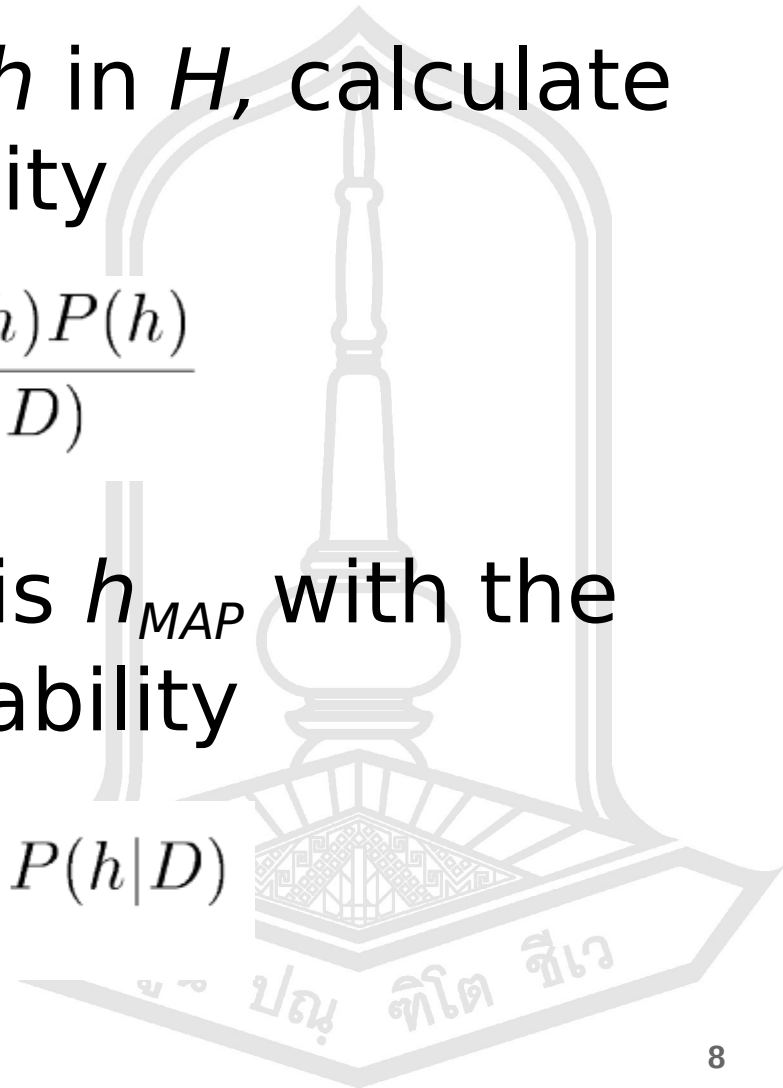 h in H, calculate
ity
h)P(h)
D)
is h_MAP with the
ability
P(h|D)
ปณฺ ฑิโต ชีเว
8